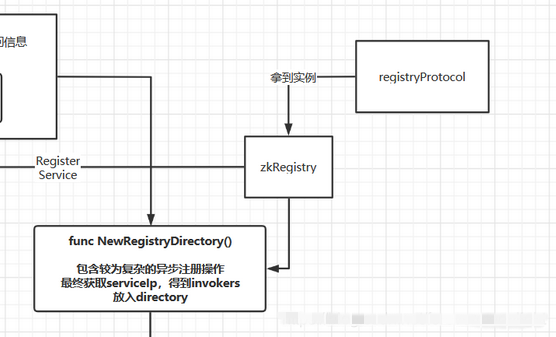 问信息
拿到实例
registryProtocol
Register
Service
zkRegistry
func NewRegistryDirectory()
包含较为复杂的异步注册操作
最终获取serviceIp，得到invokers
放入directory